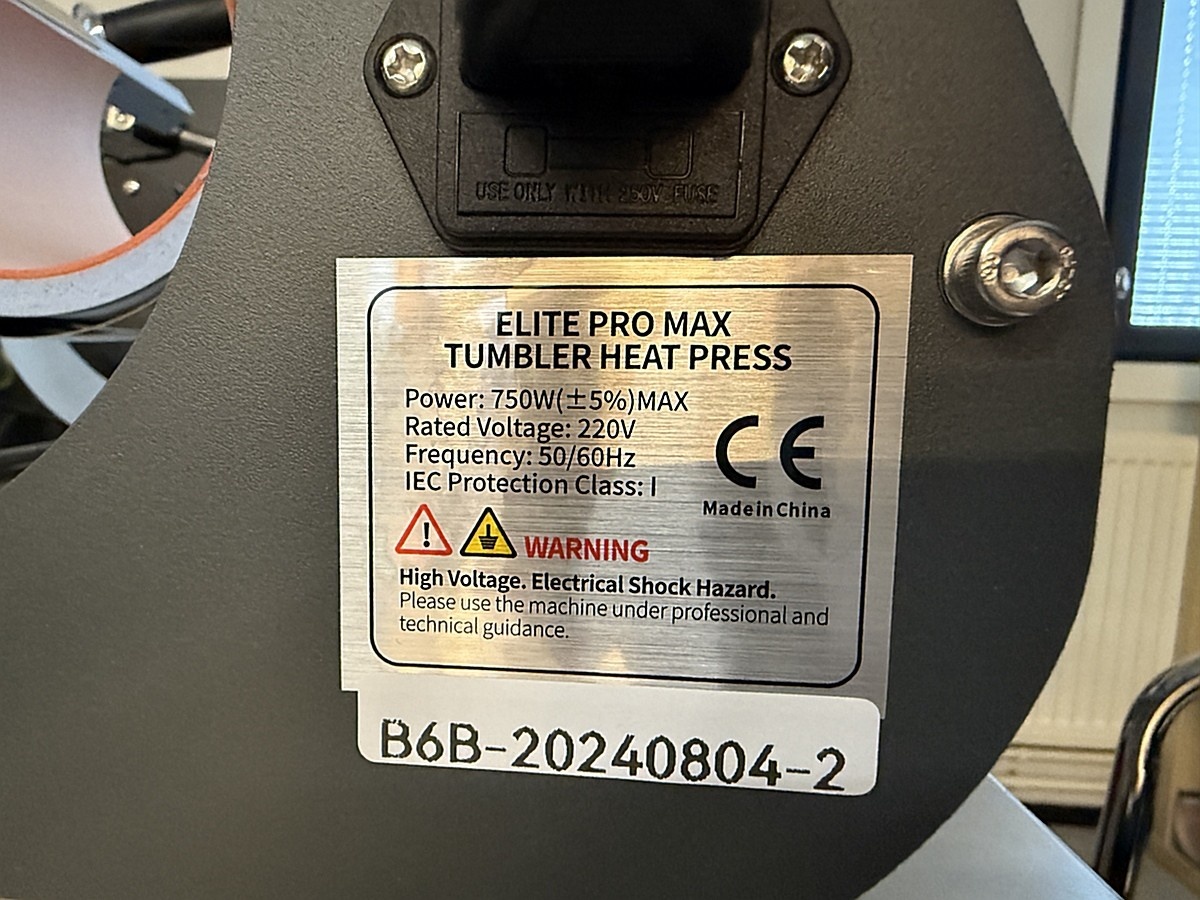 USE ONLY WITH 250V FUSE
ELITE PRO MAX
TUMBLER HEAT PRESS
Power: 750W(±5%)MAX
Rated Voltage: 220V
Frequency: 50/60Hz
IEC Protection Class: I
CE
Made in China
WARNING
High Voltage. Electrical Shock Hazard.
Please use the machine under professional and
technical guidance.
B6B-20240804-2